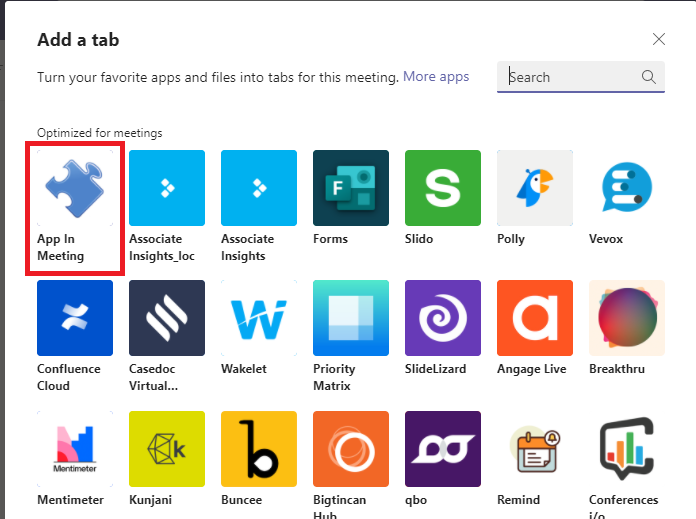 Add a tab
Turn your favorite apps and files into tabs for this meeting. More apps
Search
Optimized for meetings
App In Meeting
Associate Insights_loc
Associate Insights
Forms
Slido
Polly
Vevox
Confluence Cloud
Casedoc Virtual...
Wakelet
Priority Matrix
SlideLizard
Angage Live
Breakthru
Mentimeter
Mentimeter
Kunjani
Buncee
Bigtincan Hub
qbo
Remind
Conferences i/o